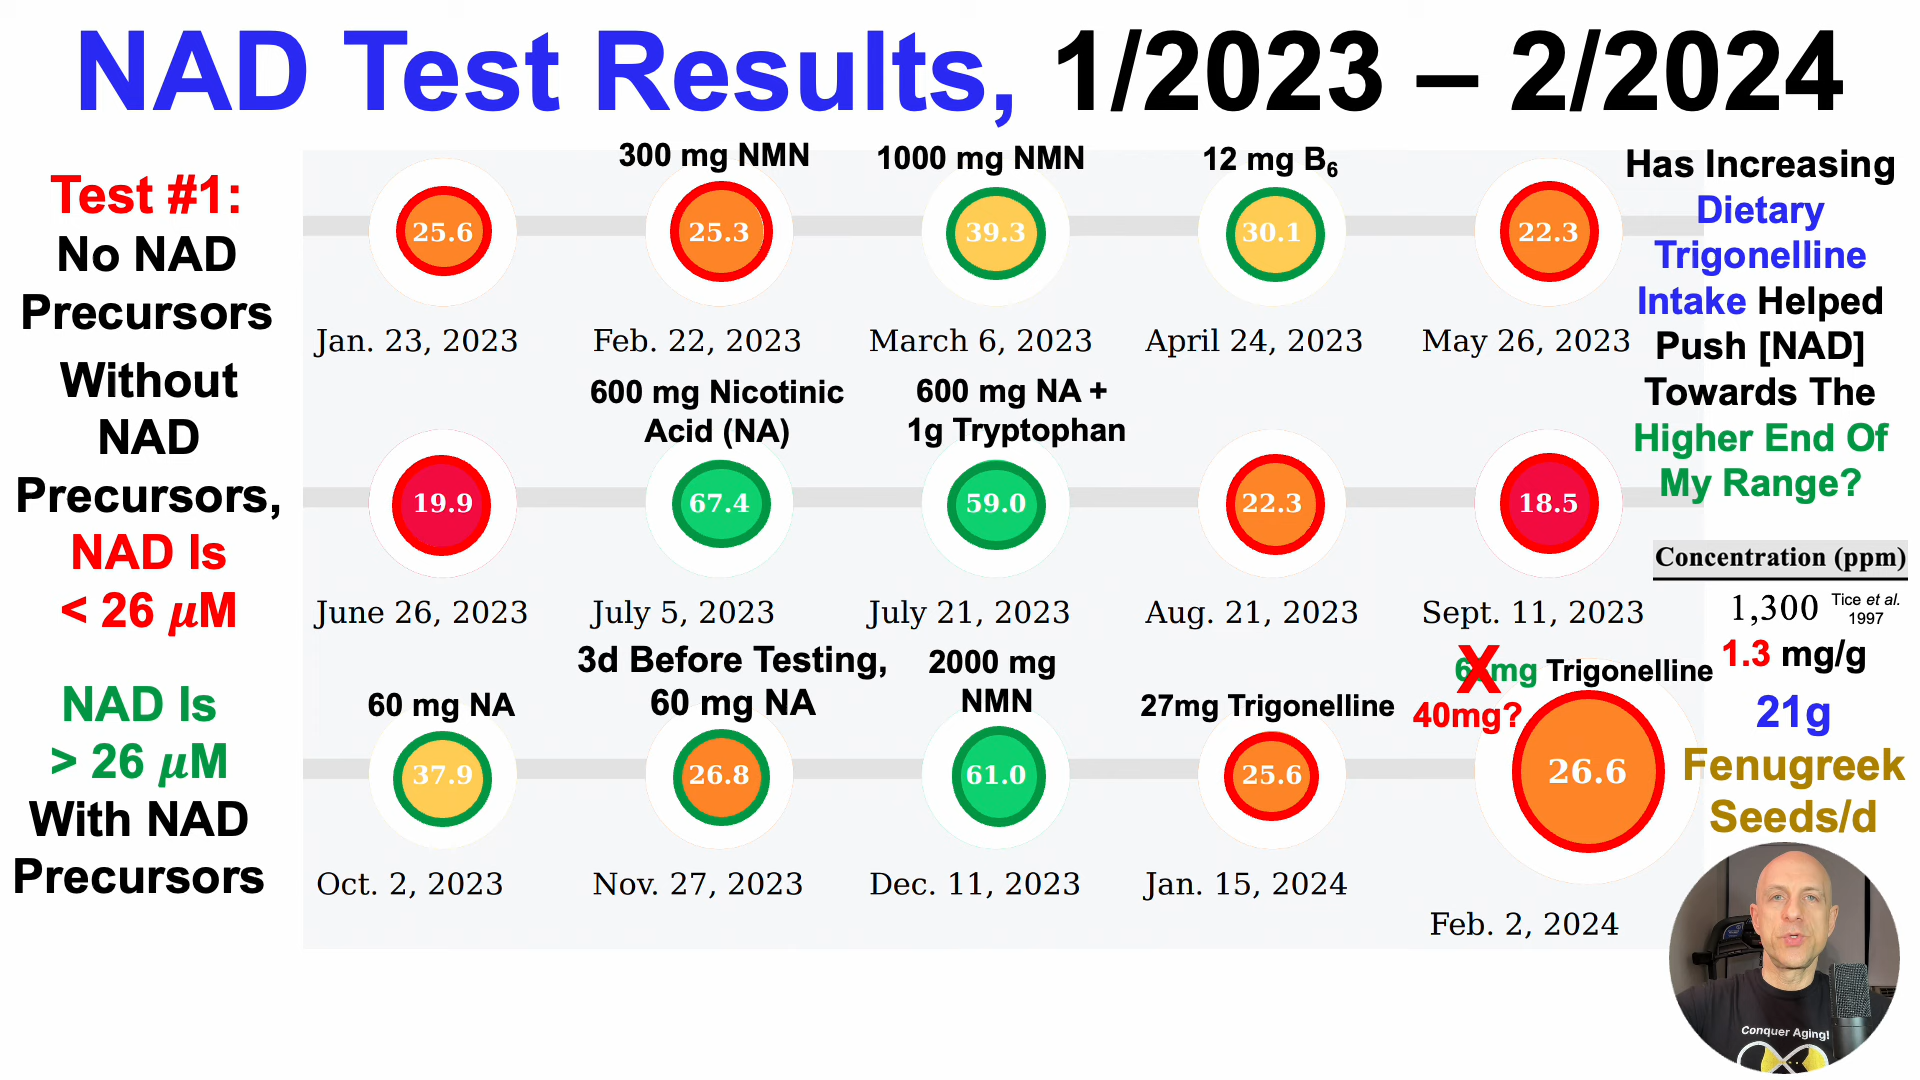 NAD Test Results, 1/2023 – 2/2024
Test #1:
No NAD
Precursors
Without
NAD
Precursors,
NAD Is
< 26 µM
NAD Is
> 26 µM
With NAD
Precursors
300 mg NMN
1000 mg NMN
12 mg B₆
25.6
25.3
39.3
30.1
22.3
Jan. 23, 2023
Feb. 22, 2023
March 6, 2023
April 24, 2023
May 26, 2023
600 mg Nicotinic
Acid (NA)
600 mg NA +
1g Tryptophan
19.9
67.4
59.0
22.3
18.5
June 26, 2023
July 5, 2023
July 21, 2023
Aug. 21, 2023
Sept. 11, 2023
60 mg NA
3d Before Testing,
60 mg NA
2000 mg
NMN
27mg Trigonelline
mg Trigonelline
40mg?
37.9
26.8
61.0
25.6
26.6
Oct. 2, 2023
Nov. 27, 2023
Dec. 11, 2023
Jan. 15, 2024
Feb. 2, 2024
Has Increasing
Dietary
Trigonelline
Intake Helped
Push [NAD]
Towards The
Higher End Of
My Range?
Concentration (ppm)
1,300 Tice et al.
1997
1.3 mg/g
21g
Fenugreek
Seeds/d
Conquer Aging!